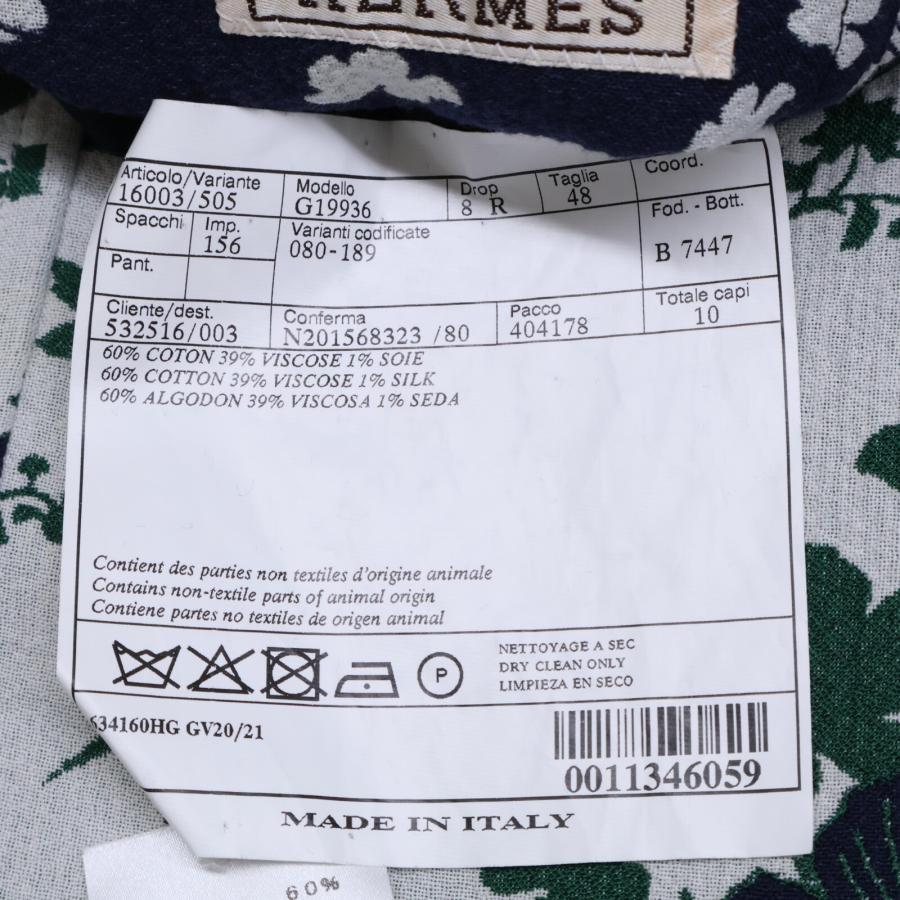 HERMES
Articolo/Variante
16003/505
Modello
G19936
Drop
8 R
Taglia
48
Coord.
Spacchi
Imp.
156
Varianti codificate
080-189
Fod. - Bott.
B 7447
Pant.
Cliente/dest.
532516/003
Conferma
N201568323 /80
Pacco
404178
Totale capi
10
60% COTON 39% VISCOSE 1% SOIE
60% COTTON 39% VISCOSE 1% SILK
60% ALGODON 39% VISCOSA 1% SEDA
Contient des parties non textiles d'origine animale
Contains non-textile parts of animal origin
Contiene partes no textiles de origen animal
P
NETTOYAGE A SEC
DRY CLEAN ONLY
LIMPIEZA EN SECO
634160HG GV20/21
0011346059
MADE IN ITALY
60%